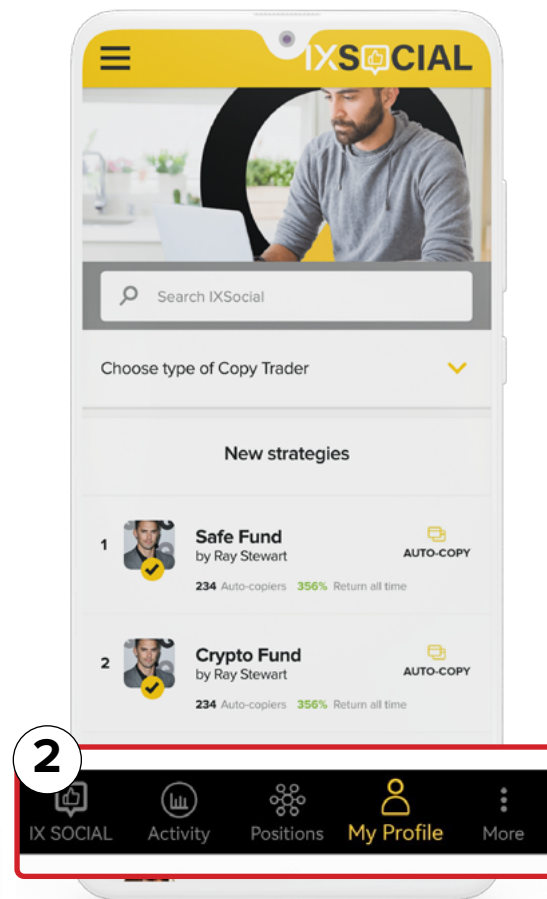 IXSOCIAL
Search IXSocial
Choose type of Copy Trader
New strategies
1
Safe Fund
by Ray Stewart
AUTO-COPY
234 Auto-copiers 356% Return all time
2
Crypto Fund
by Ray Stewart
AUTO-COPY
234 Auto-copiers 356% Return all time
2
IX SOCIAL Activity Positions My Profile More